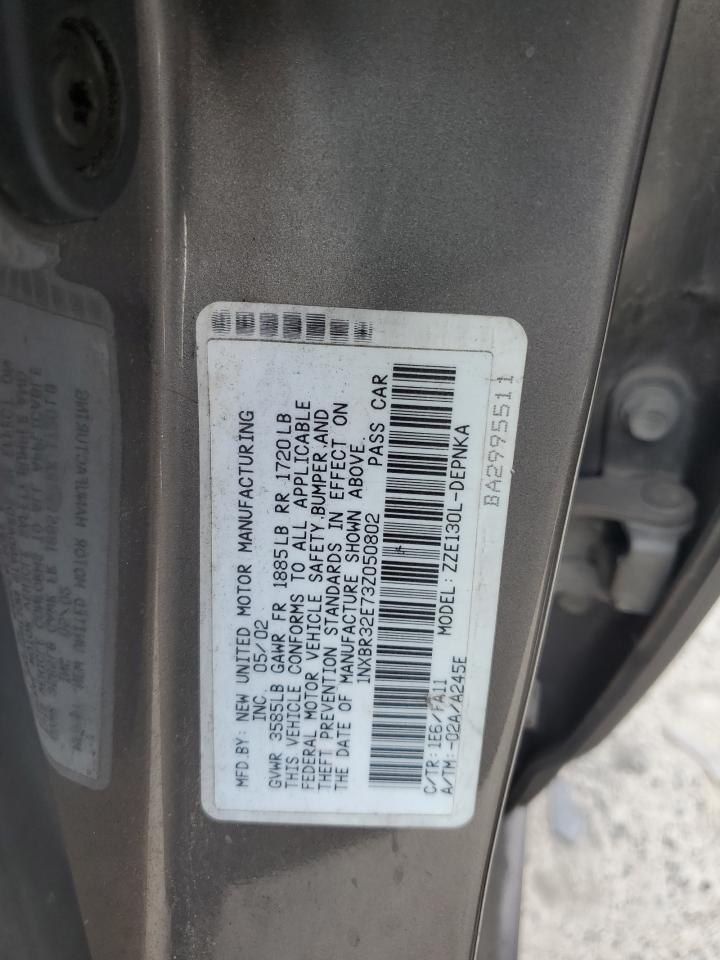 MFD BY: NEW UNITED MOTOR MANUFACTURING
INC 05/02
GVWR 3585LB GAWR FR 1885LB RR 1720LB
THIS VEHICLE CONFORMS TO ALL APPLICABLE
FEDERAL MOTOR VEHICLE SAFETY,BUMPER,AND
THEFT PREVENTION STANDARDS IN EFFECT ON
THE DATE OF MANUFACTURE SHOWN ABOVE.
1NXBR32E73Z050802 PASS CAR
C/TR:1E6/FA11 MODEL:ZZE130L-DEPNKA
A/TM:-02A/A245E
BA2995511